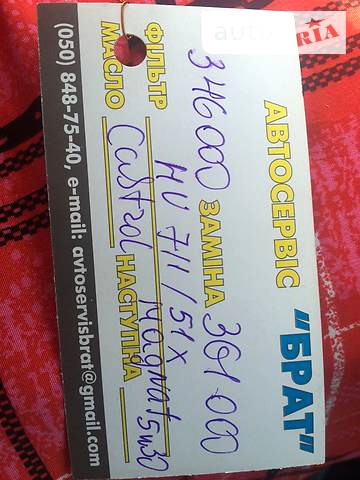 auto RIA
АВТОСЕРВІС "БРАТ"
346000 ЗАМІНА 361000
ФІЛЬТР HU 711/51x
МАСЛО Castrol НАСТУПНА Magnat 5w30
(050) 848-75-40, e-mail: avtoservisbrat@gmail.com